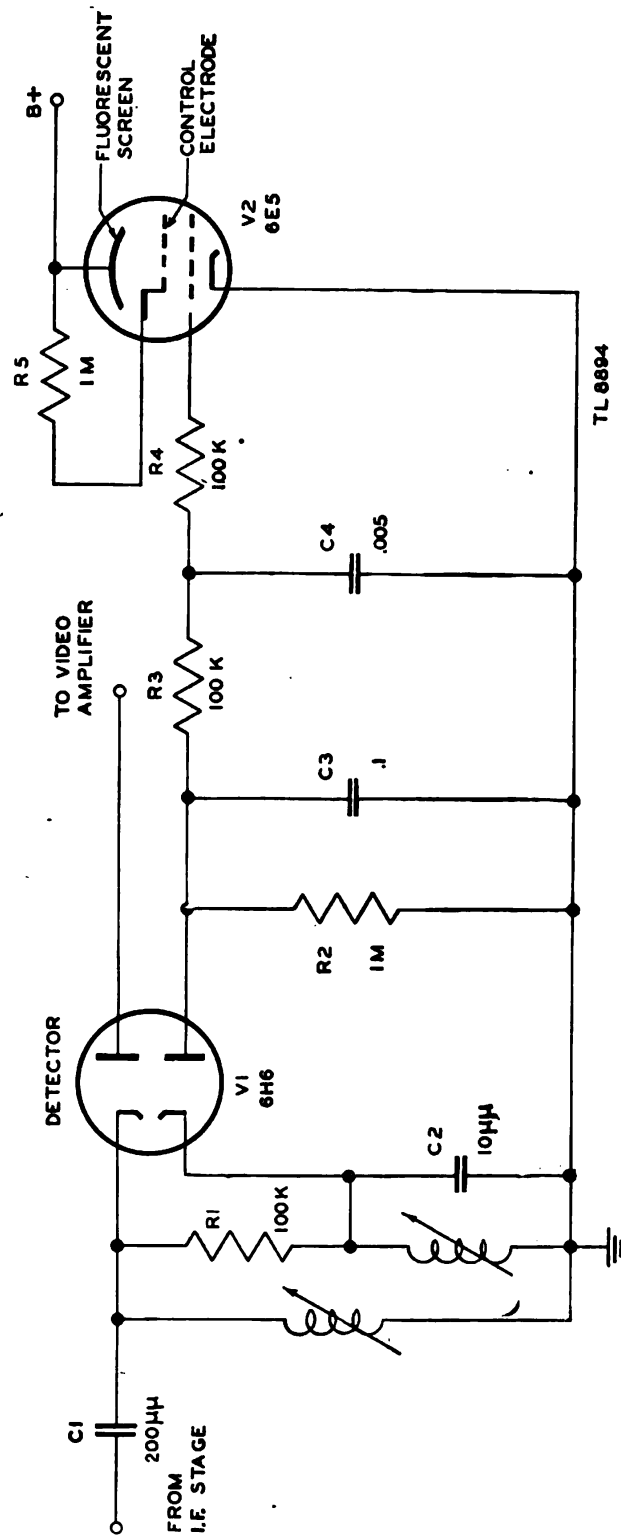 DETECTOR
TO VIDEO
AMPLIFIER
B+
FLUORESCENT
SCREEN
CONTROL
ELECTRODE
R5
1M
V2
6E5
C1
200µµ
FROM
I.F. STAGE
R1
100K
C2
10µµ
V1
6H6
R2
1M
C3
.1
R3
100 K
C4
.005
R4
100 K
TL 8894